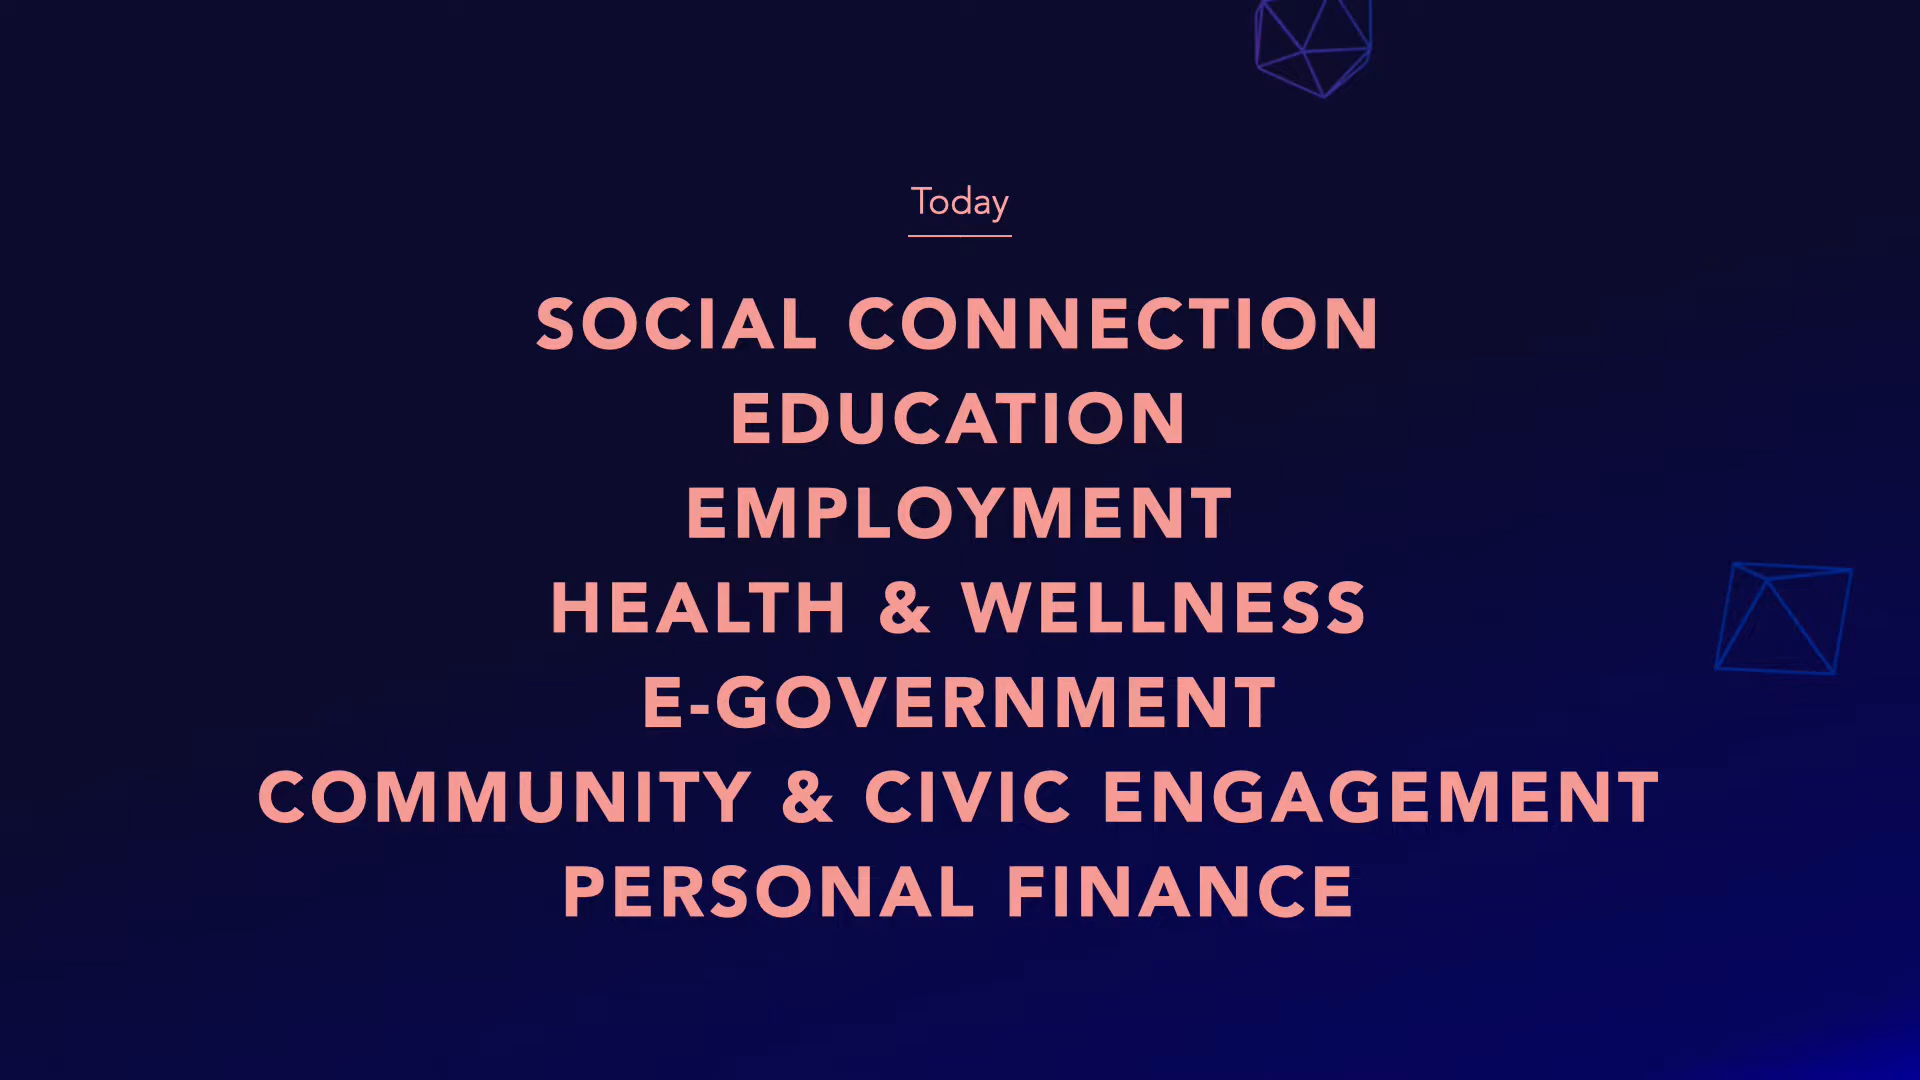 Today
SOCIAL CONNECTION
EDUCATION
EMPLOYMENT
HEALTH & WELLNESS
E-GOVERNMENT
COMMUNITY & CIVIC ENGAGEMENT
PERSONAL FINANCE